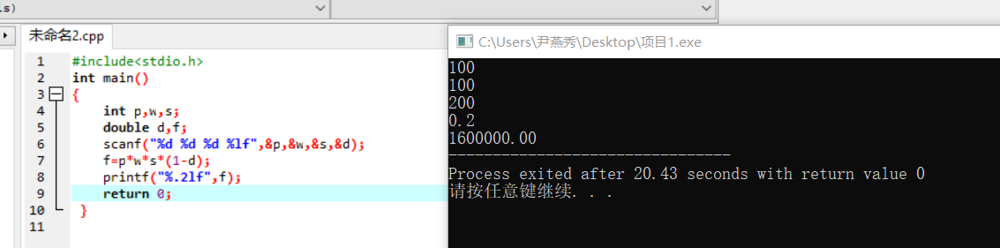 ls)
未命名2.cpp
1 #include<stdio.h>
2 int main()
3 {
4 int p,w,s;
5 double d,f;
6 scanf("%d %d %d %lf",&p,&w,&s,&d);
7 f=p*w*s*(1-d);
8 printf("%.2lf",f);
9 return 0;
10 }
11
C:\Users\尹燕秀\Desktop\项目1.exe
100
100
200
0.2
1600000.00
--------------------------------
Process exited after 20.43 seconds with return value 0
请按任意键继续. . .